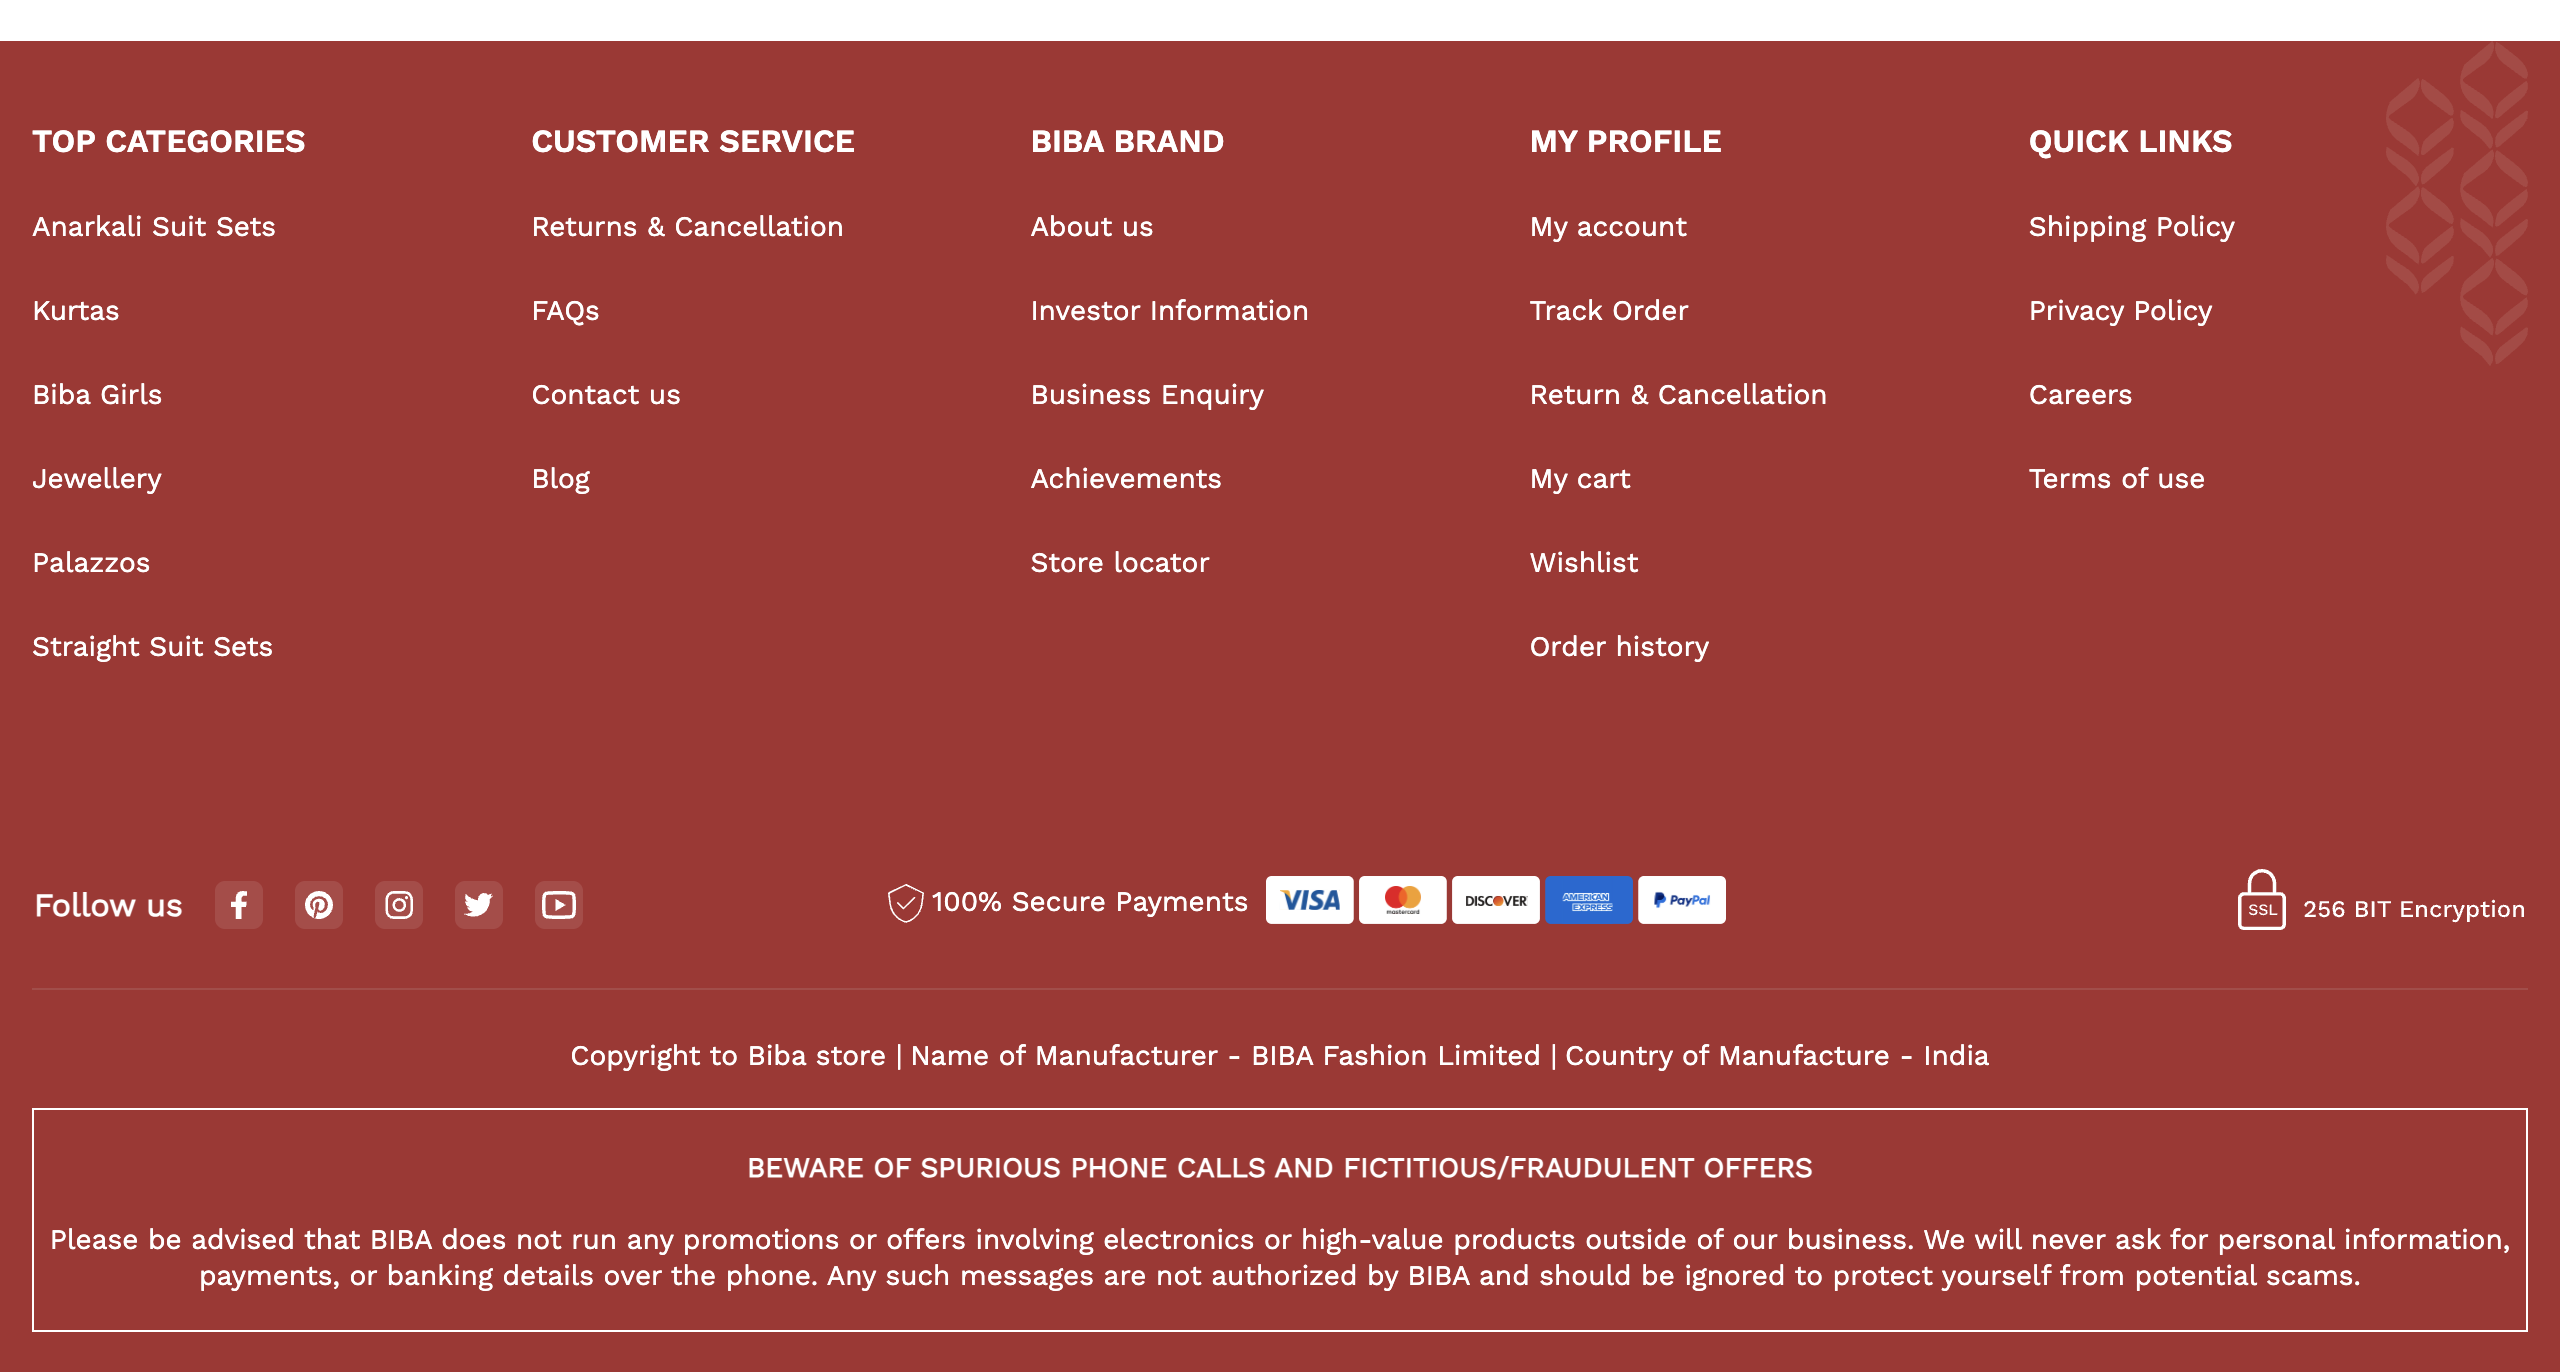 TOP CATEGORIES
Anarkali Suit Sets
Kurtas
Biba Girls
Jewellery
Palazzos
Straight Suit Sets
CUSTOMER SERVICE
Returns & Cancellation
FAQs
Contact us
Blog
BIBA BRAND
About us
Investor Information
Business Enquiry
Achievements
Store locator
MY PROFILE
My account
Track Order
Return & Cancellation
My cart
Wishlist
Order history
QUICK LINKS
Shipping Policy
Privacy Policy
Careers
Terms of use
Follow us
100% Secure Payments
VISA
mastercard
DISCOVER
AMERICAN
EXPRESS
PayPal
SSL
256 BIT Encryption
Copyright to Biba store | Name of Manufacturer - BIBA Fashion Limited | Country of Manufacture - India
BEWARE OF SPURIOUS PHONE CALLS AND FICTITIOUS/FRAUDULENT OFFERS
Please be advised that BIBA does not run any promotions or offers involving electronics or high-value products outside of our business. We will never ask for personal information,
payments, or banking details over the phone. Any such messages are not authorized by BIBA and should be ignored to protect yourself from potential scams.